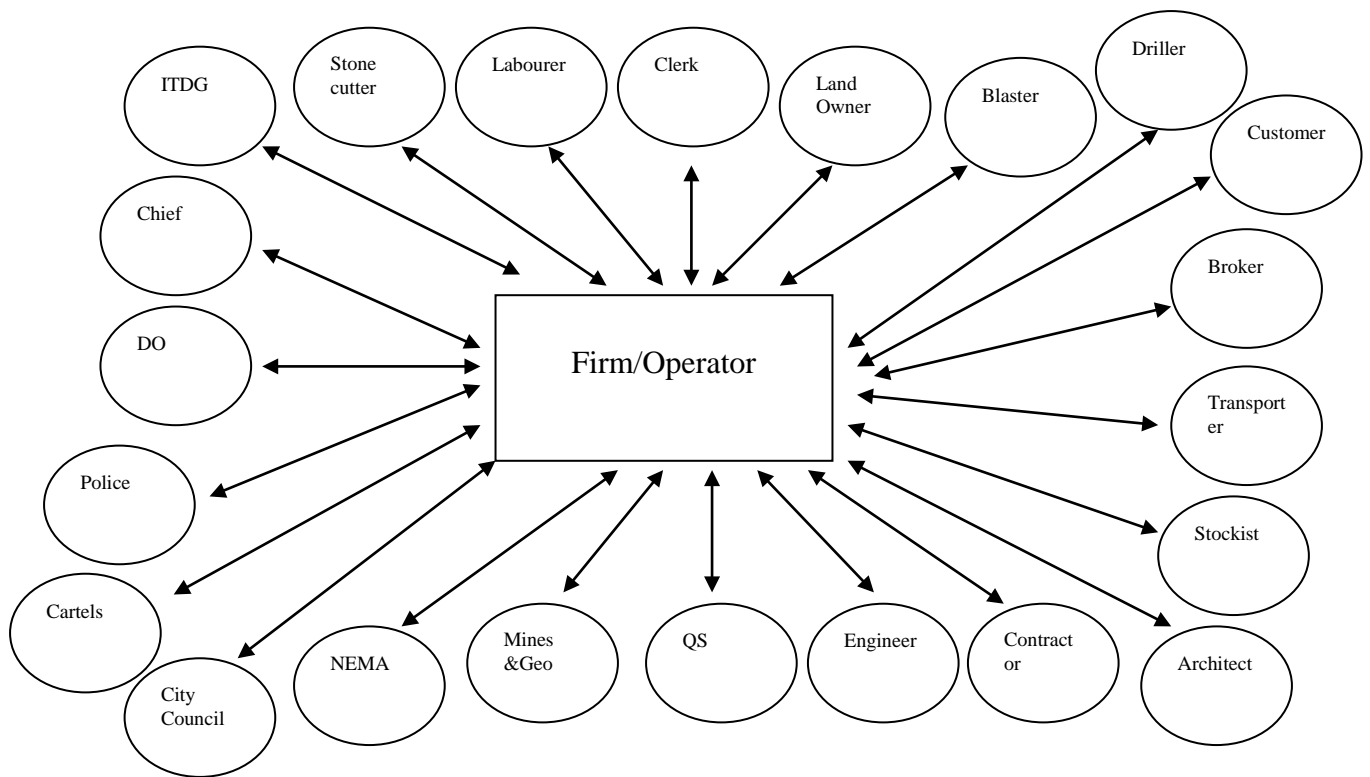 ITDG
Stone
cutter
Labourer
Clerk
Land
Owner
Blaster
Driller
Customer
Chief
Broker
DO
Firm/Operator
Transport
er
Police
Stockist
Cartels
City
Council
NEMA
Mines
&Geo
QS
Engineer
Contract
or
Architect